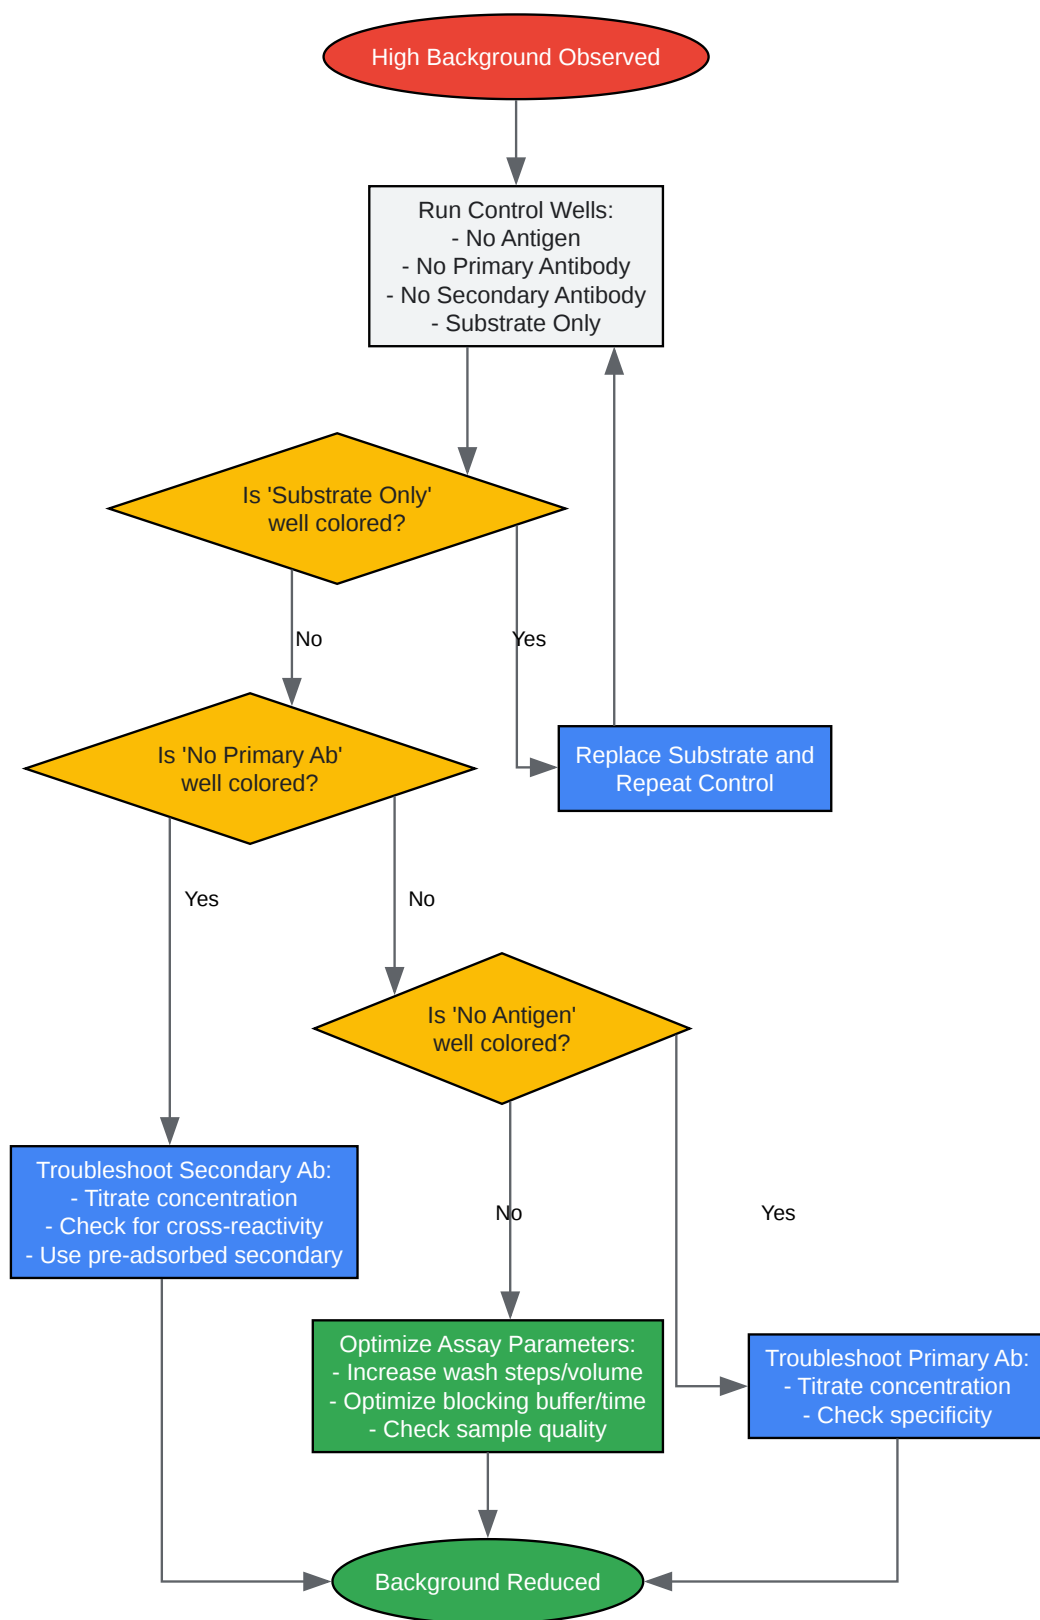 High Background Observed
Run Control Wells:
- No Antigen
- No Primary Antibody
- No Secondary Antibody
- Substrate Only
Is 'Substrate Only'
well colored?
No
Yes
Is 'No Primary Ab'
well colored?
Replace Substrate and
Repeat Control
Yes
No
Is 'No Antigen'
well colored?
Troubleshoot Secondary Ab:
- Titrate concentration
- Check for cross-reactivity
- Use pre-adsorbed secondary
No
Yes
Optimize Assay Parameters:
- Increase wash steps/volume
- Optimize blocking buffer/time
- Check sample quality
Troubleshoot Primary Ab:
- Titrate concentration
- Check specificity
Background Reduced